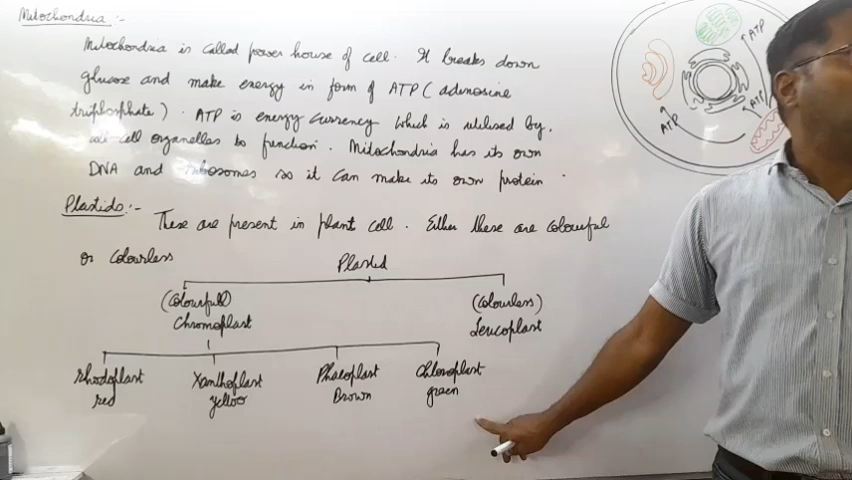 Mitochondria :-
Mitochondria is called power house of cell. It breaks down
glucose and make energy in form of ATP (adenosine
triphosphate). ATP is energy currency which is utilised by.
cell organelles to function. Mitochondria has its own
DNA and ribosomes so it can make its own protein.
Plastids:-
These are present in plant cell. Either these are colourful
or colourless
Plastid
(Colourfull) (Colourless)
Chromoplast Leucoplast
Rhodoplast Xanthoplast Phaeoplast Chloroplast
red yelloo Brown green
ATP
ATP
ATP